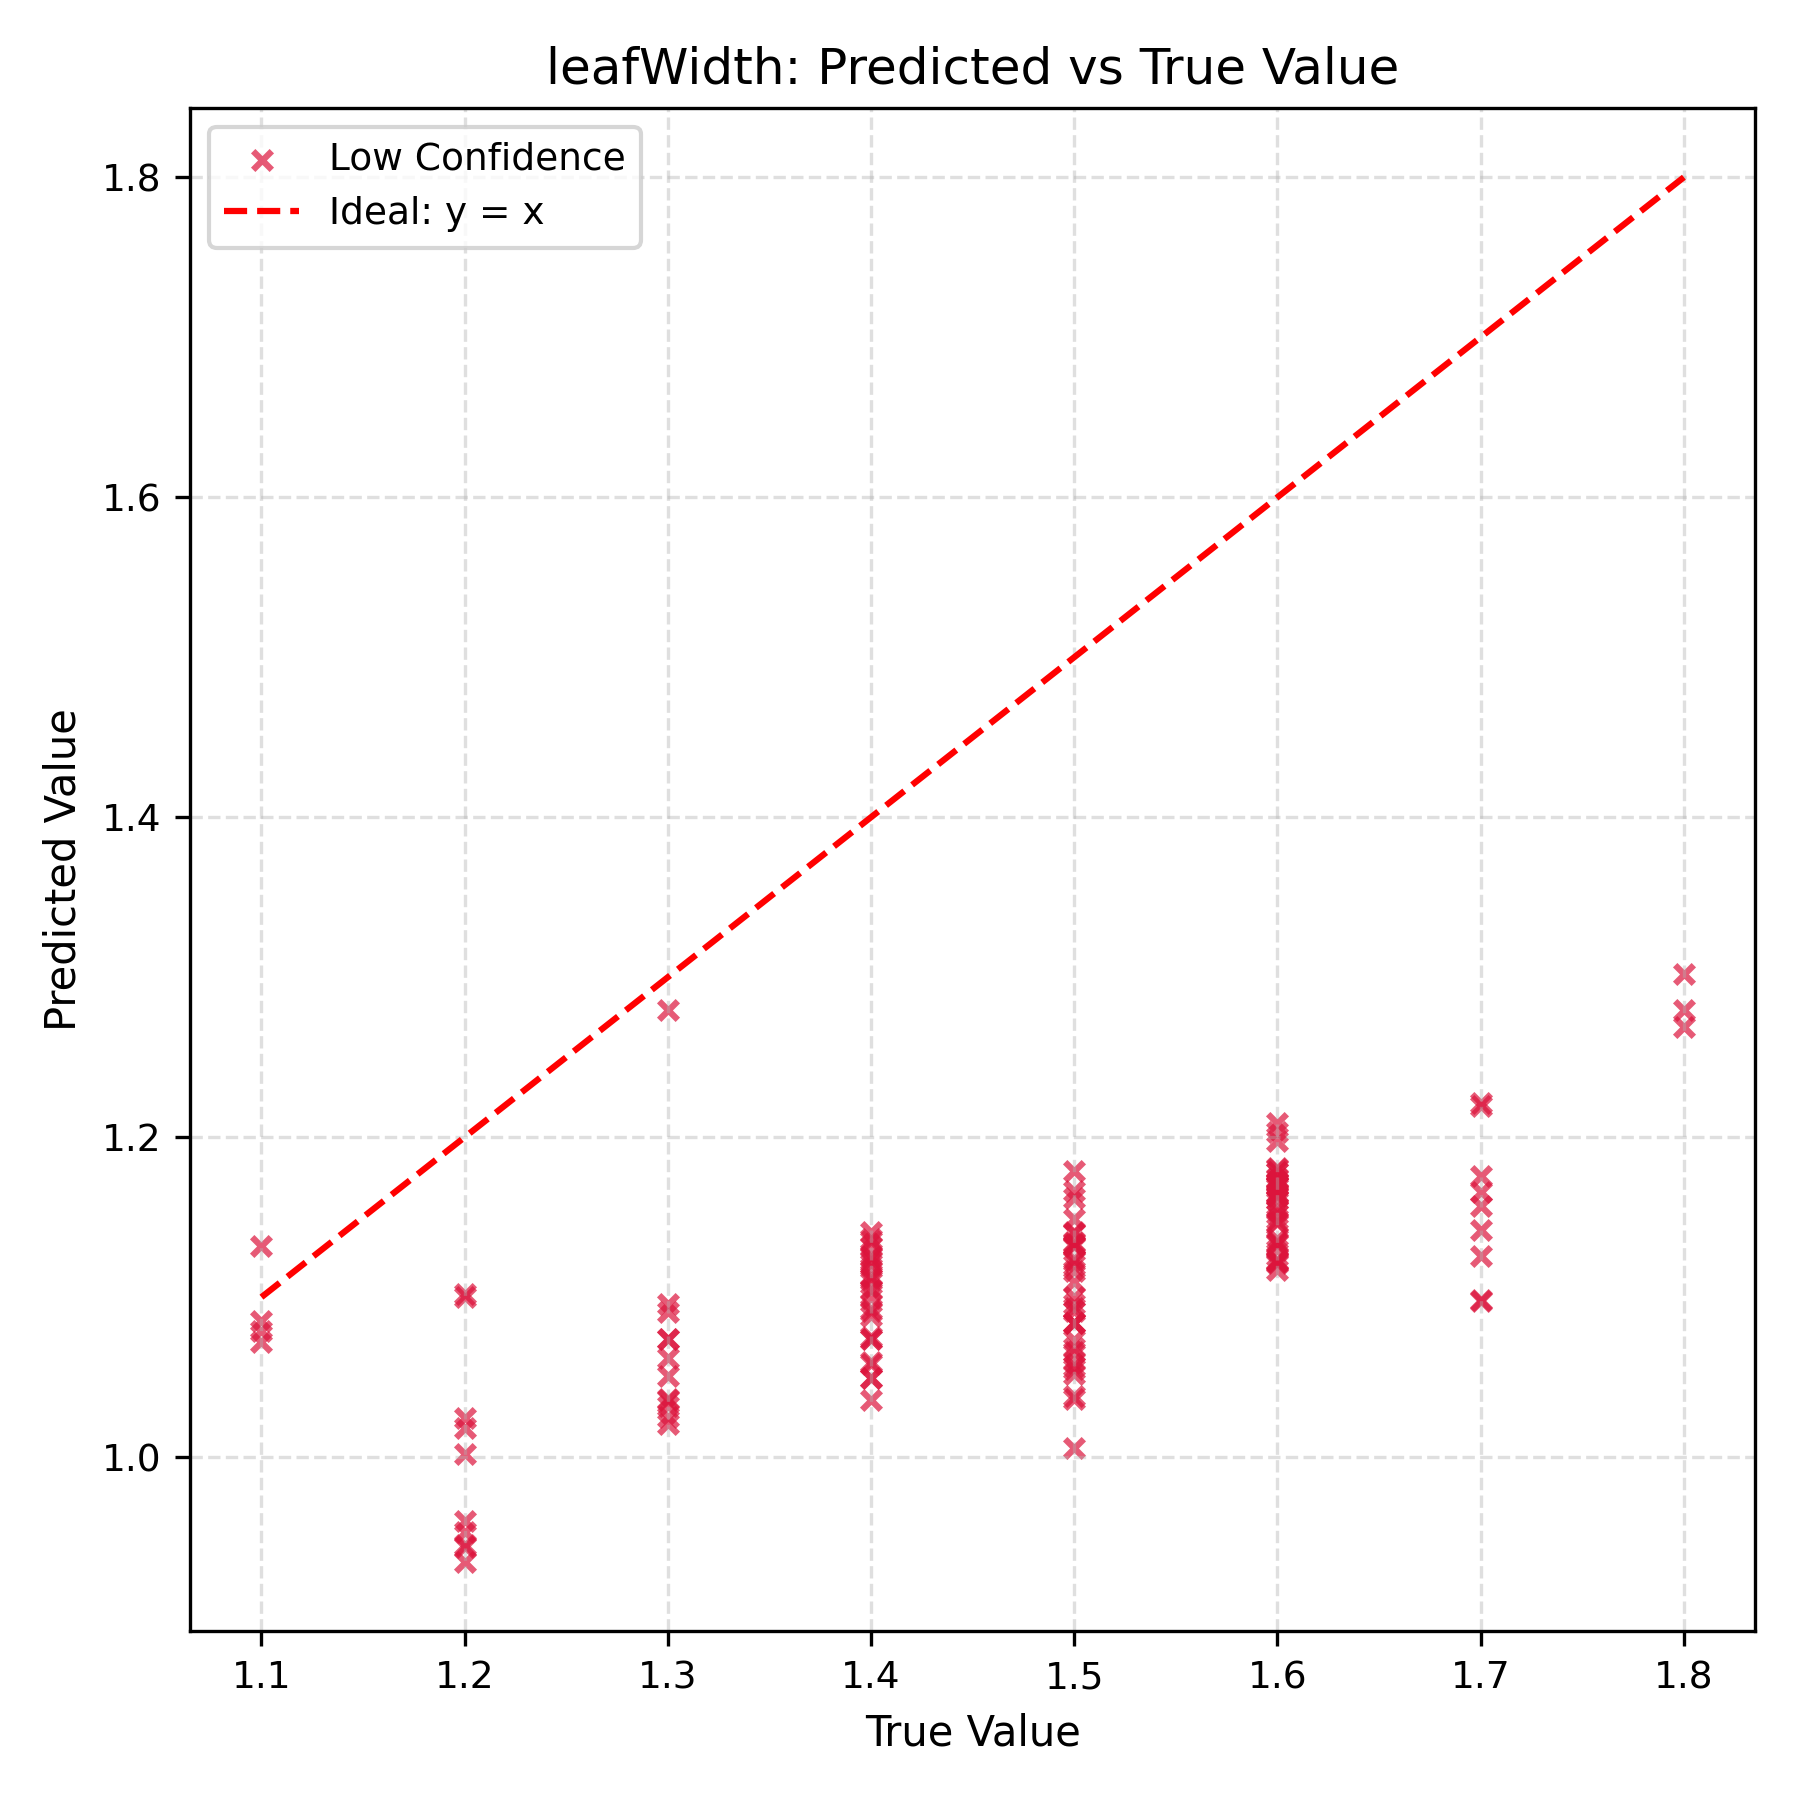 leafWidth: Predicted vs True Value
Low Confidence
Ideal: y = x
1.8
1.6
1.4
1.2
1.0
Predicted Value
1.1 1.2 1.3 1.4 1.5 1.6 1.7 1.8
True Value